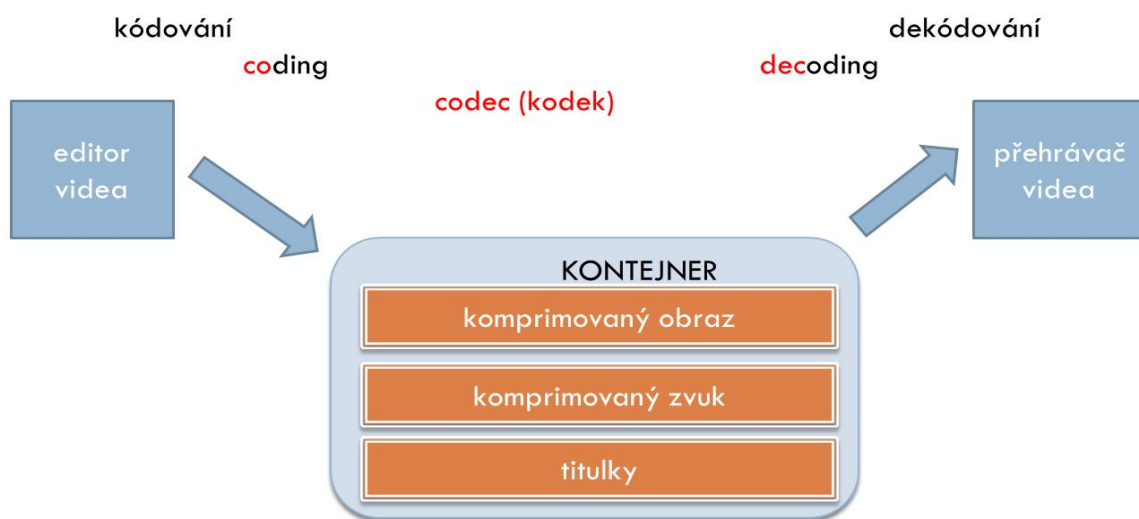 kódování
coding
dekódování
decoding
codec (kodek)
editor
videa
přehrávač
videa
KONTEJNER
komprimovaný obraz
komprimovaný zvuk
titulky